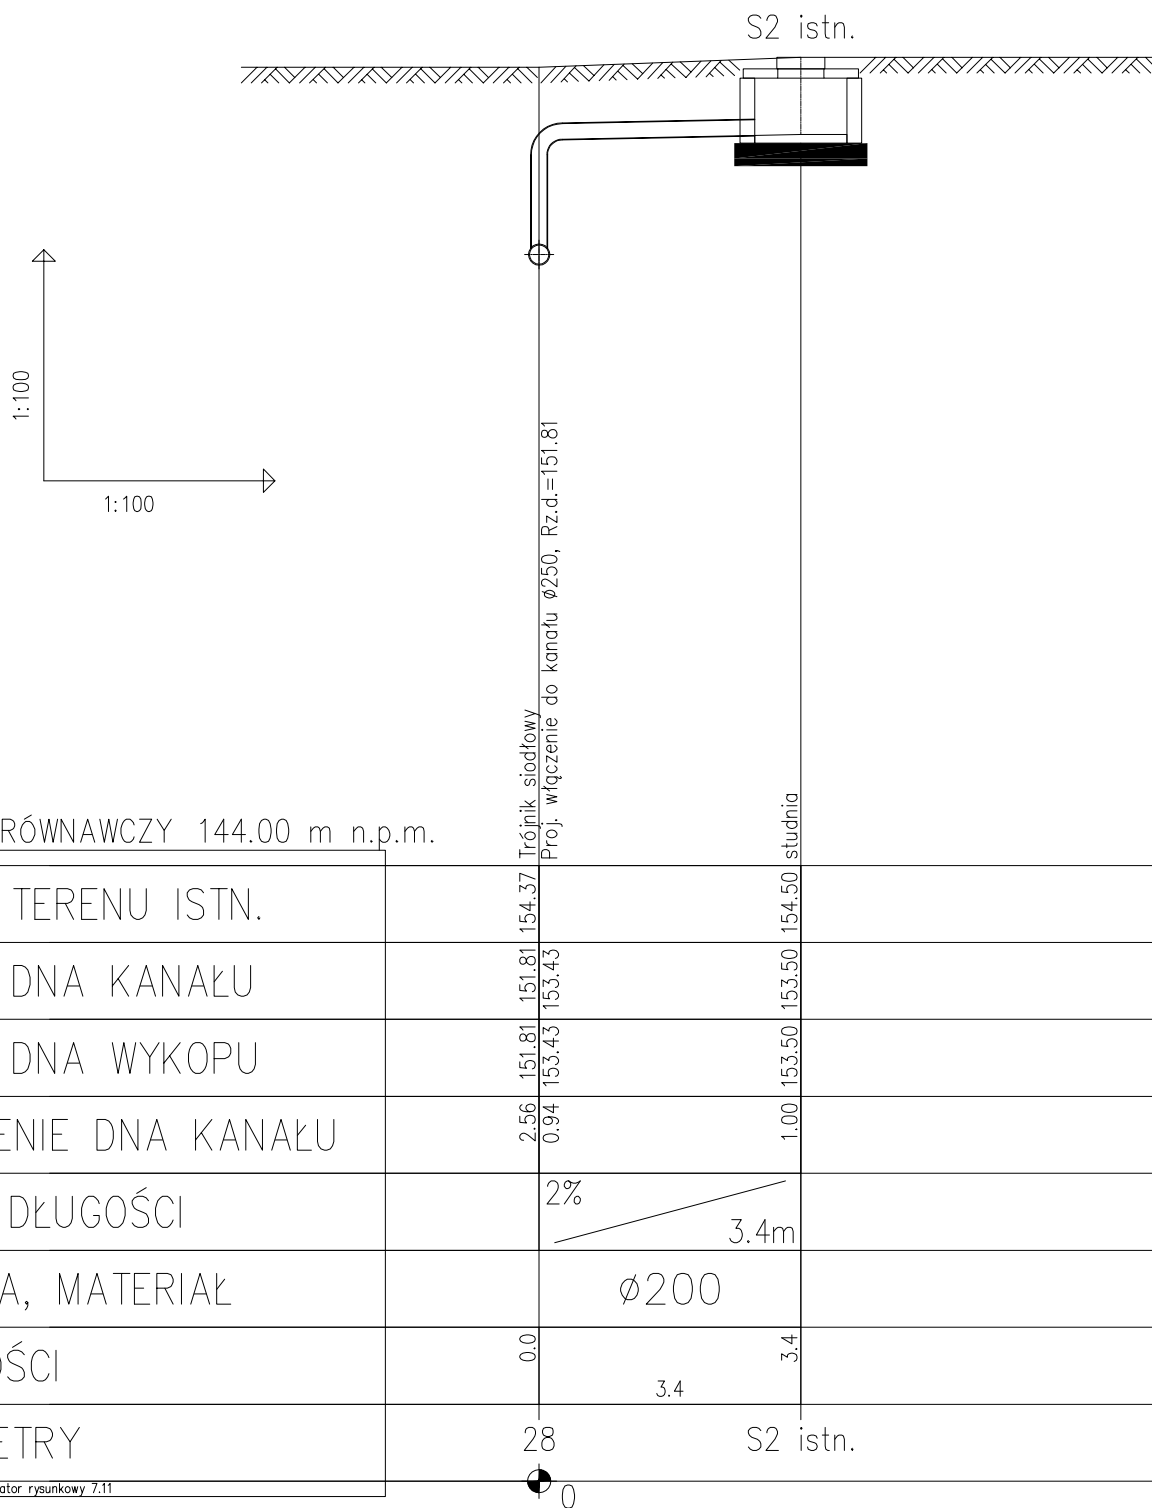 S2 istn.
1:100
1:100
Trójnik siodłowy
Proj. włączenie do kanału ø250, Rz.d.=151.81
studnia
RÓWNAWCZY 144.00 m n.p.m.
TERENU ISTN.
154.37
154.50
DNA KANAŁU
151.81
153.43
153.50
DNA WYKOPU
151.81
153.43
153.50
ENIE DNA KANAŁU
2.56
0.94
1.00
DŁUGOŚCI
2%
3.4m
A, MATERIAŁ
ø200
OŚCI
0.0
3.4
3.4
ETRY
28
S2 istn.
ator rysunkowy 7.11
0